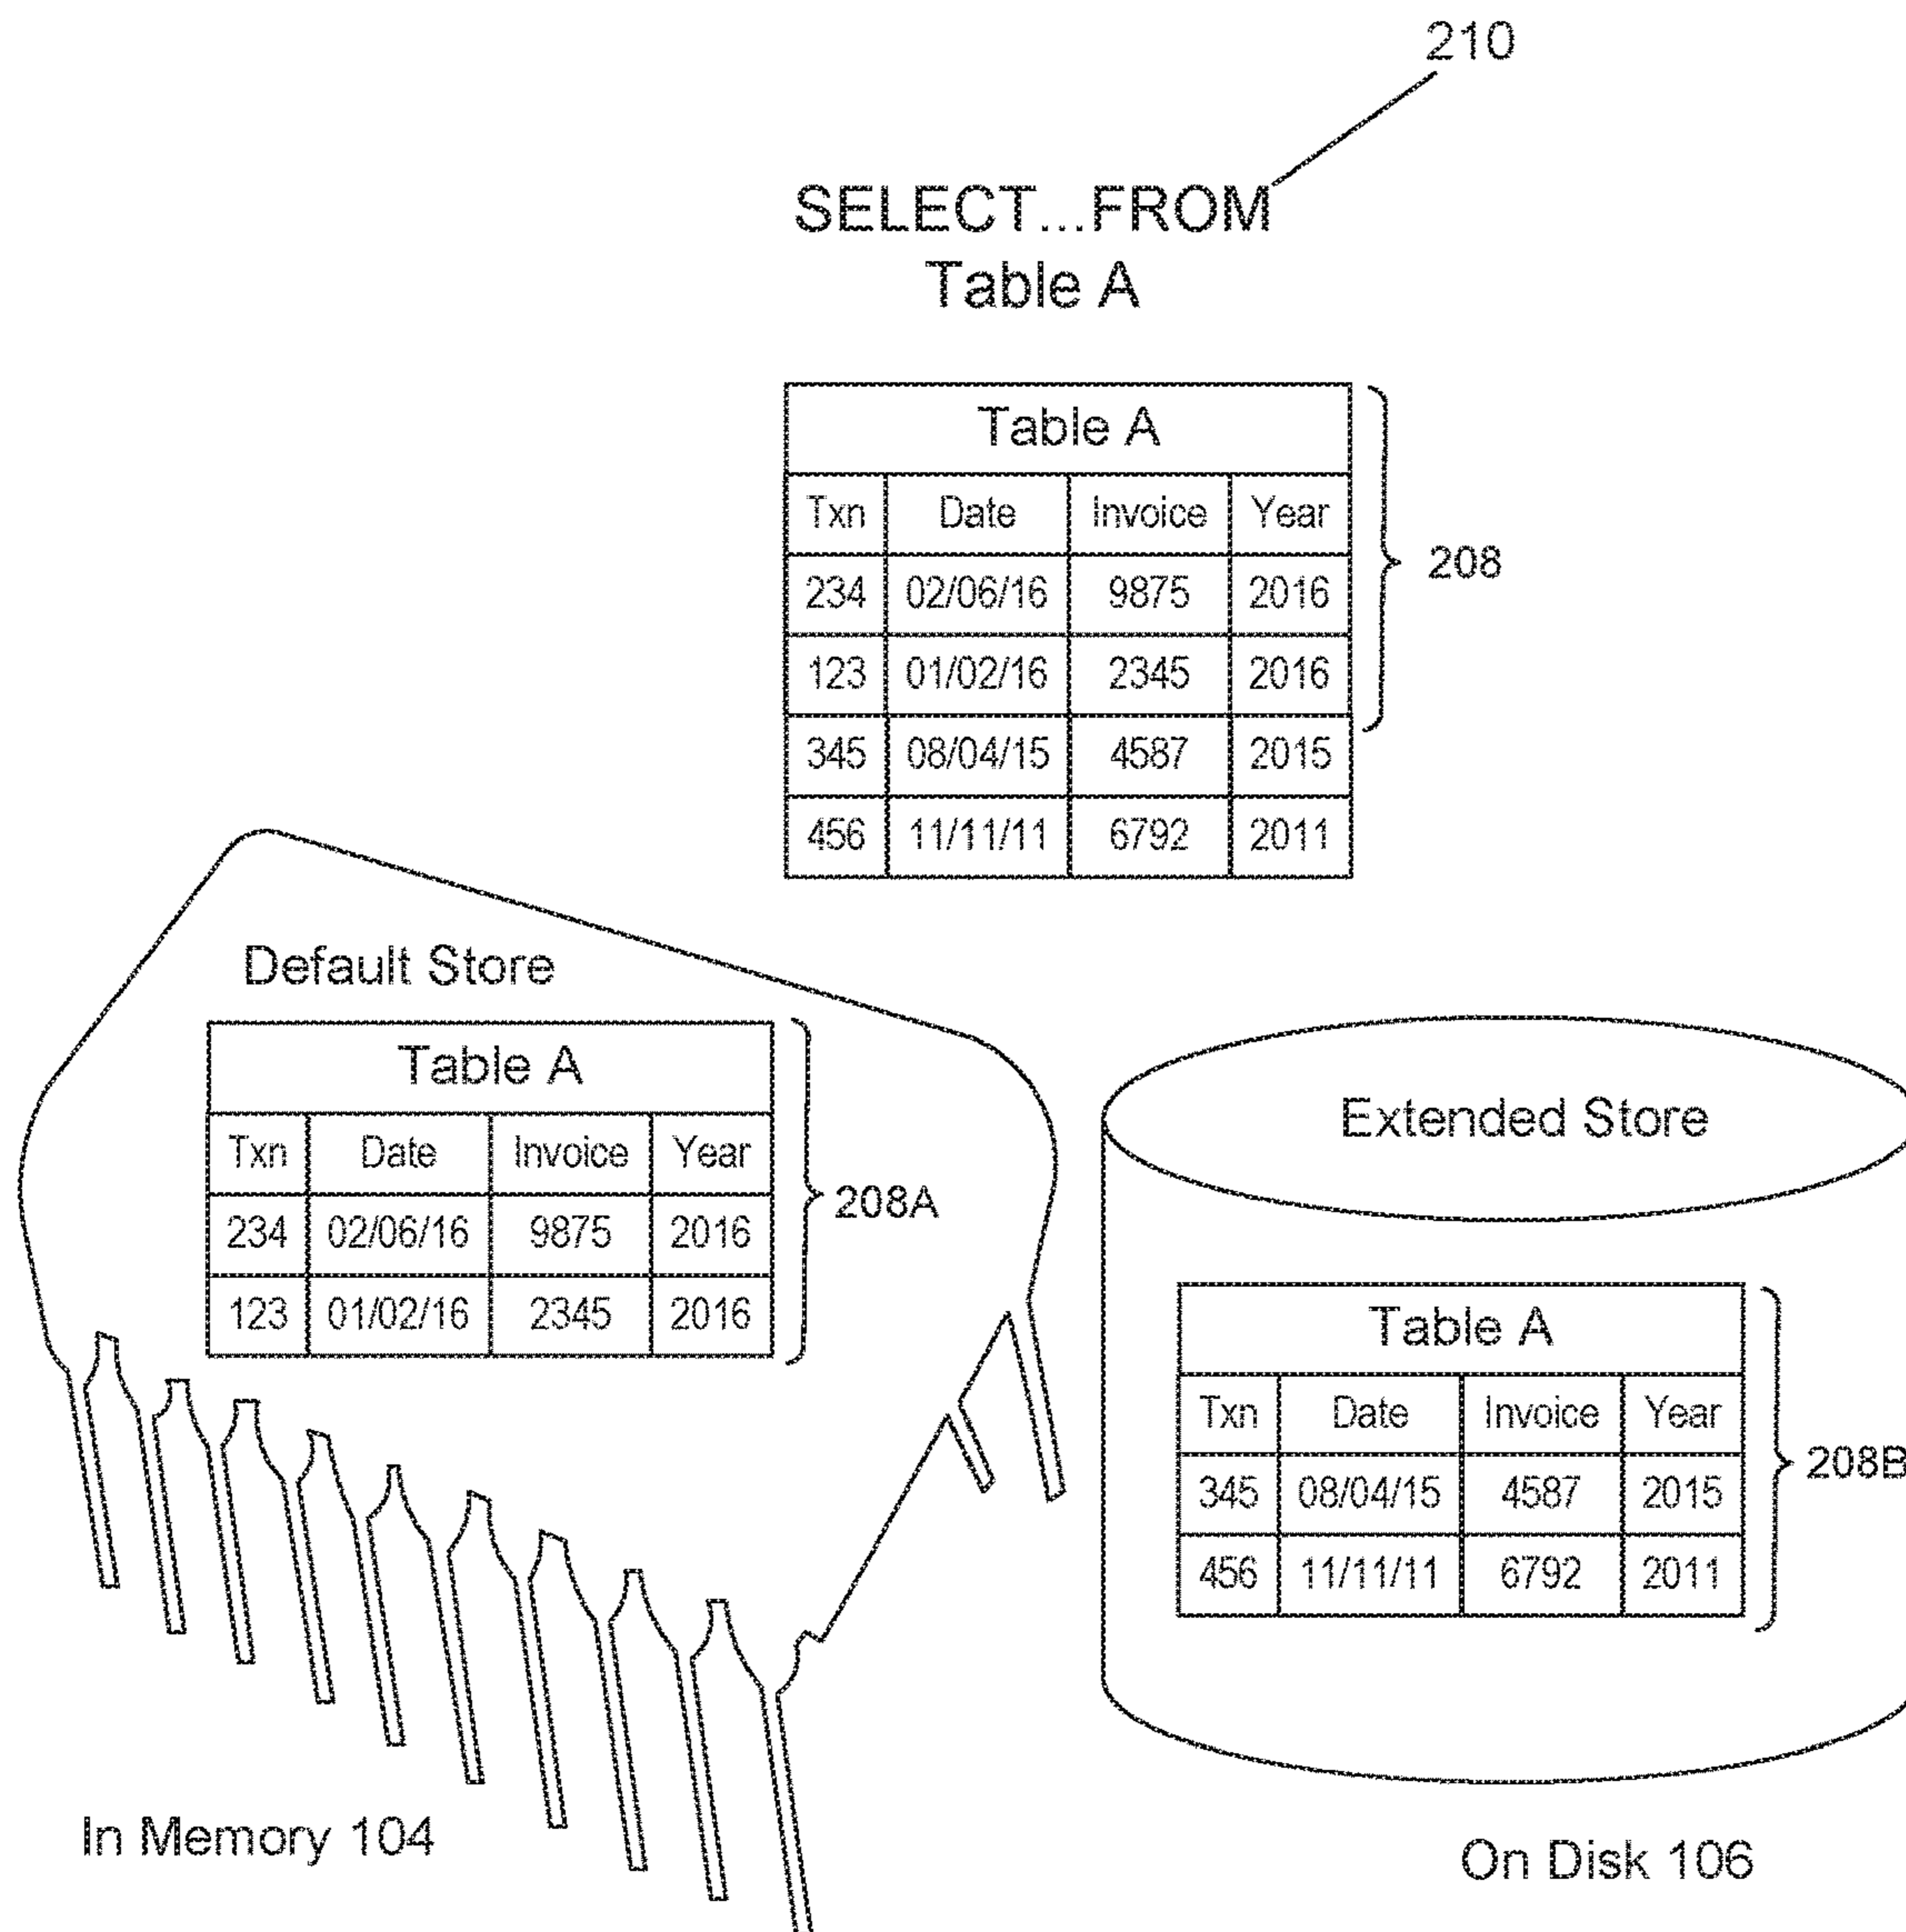 210
SELECT...FROM
Table A
Table A
Txn Date Invoice Year
234 02/06/16 9875 2016
123 01/02/16 2345 2016
345 08/04/15 4587 2015
456 11/11/11 6792 2011
208
Default Store
Table A
Txn Date Invoice Year
234 02/06/16 9875 2016
123 01/02/16 2345 2016
208A
Extended Store
Table A
Txn Date Invoice Year
345 08/04/15 4587 2015
456 11/11/11 6792 2011
208B
In Memory 104
On Disk 106